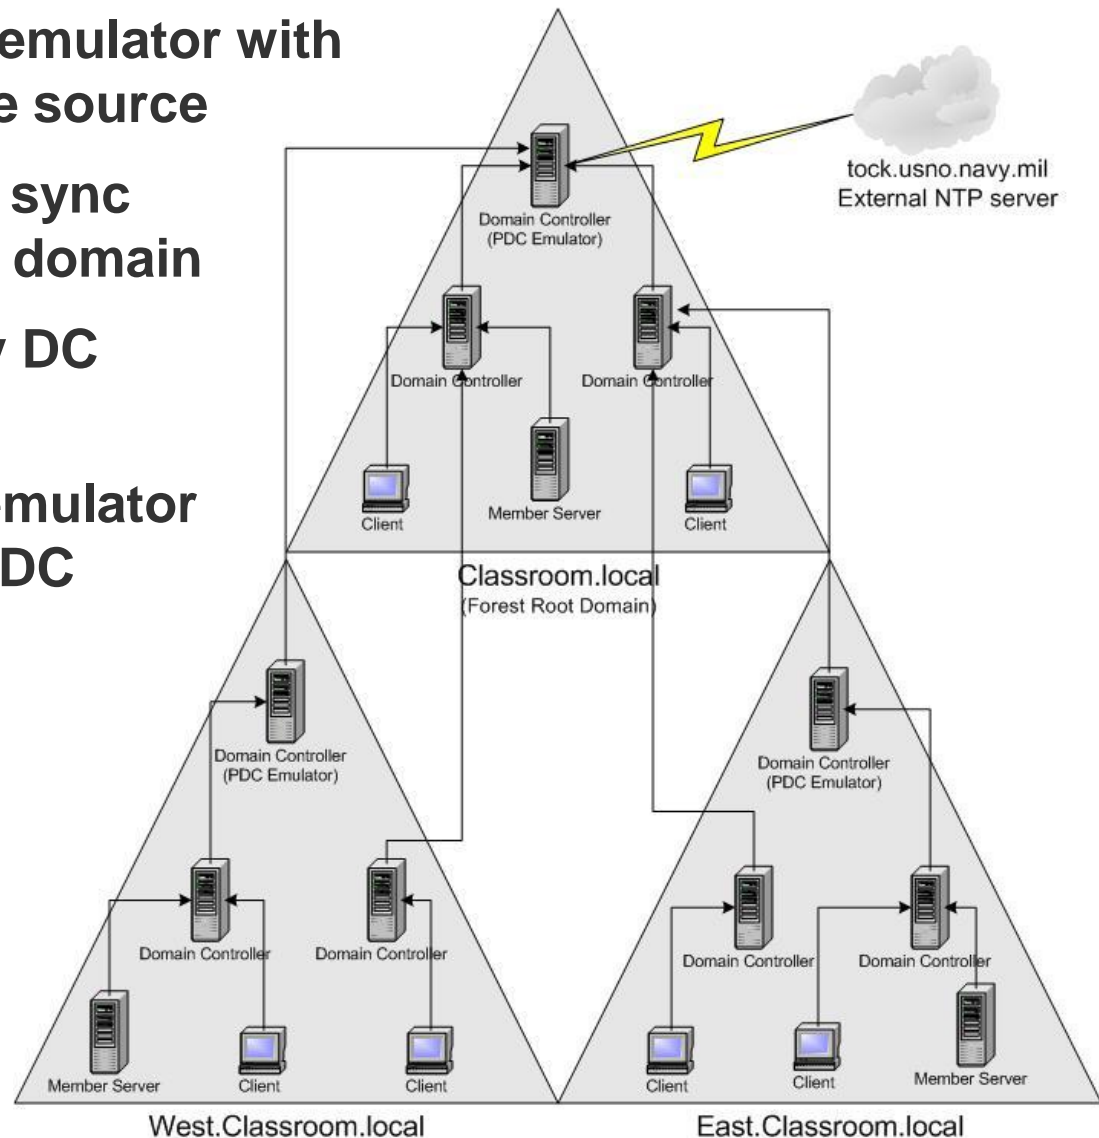 emulator with
e source
sync
domain
y DC
emulator
DC
tock.usno.navy.mil
External NTP server
Domain Controller
(PDC Emulator)
Domain Controller
Domain Controller
Client
Member Server
Client
Classroom.local
(Forest Root Domain)
Domain Controller
(PDC Emulator)
Domain Controller
(PDC Emulator)
Domain Controller
Domain Controller
Domain Controller
Domain Controller
Member Server
Client
Client
Client
Client
Member Server
West.Classroom.local
East.Classroom.local